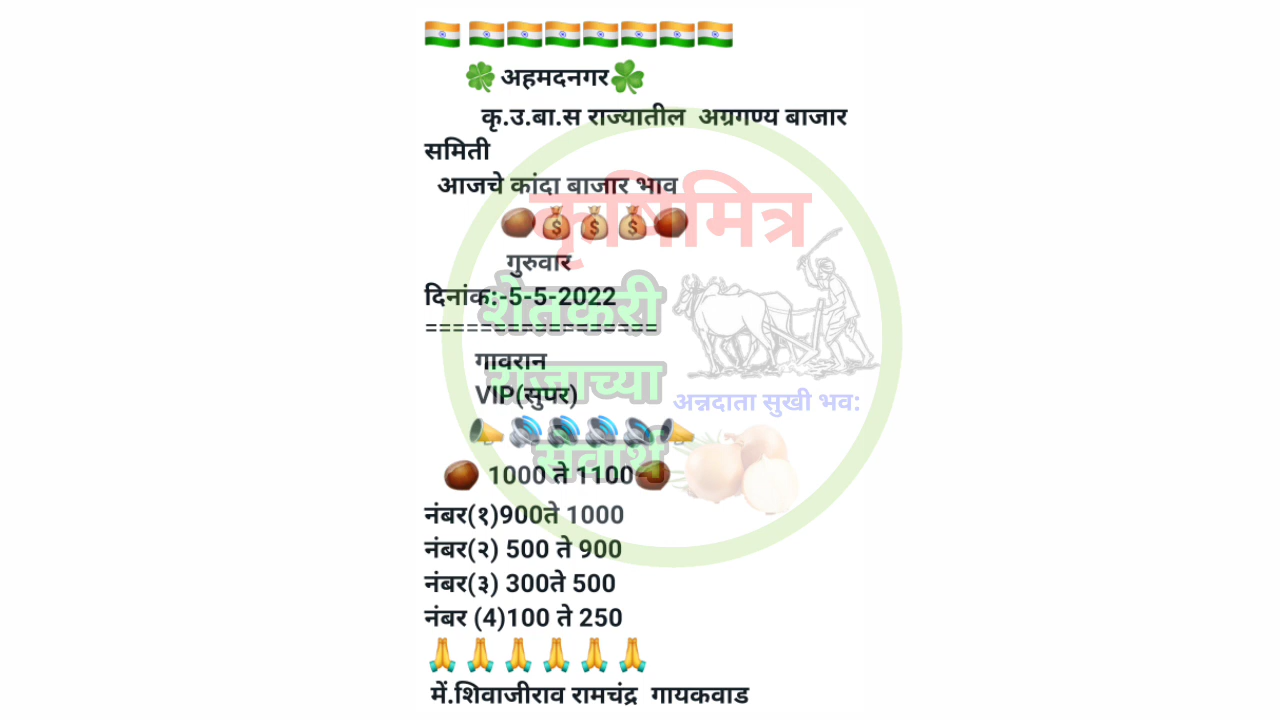 अहमदनगर
कृ.उ.बा.स राज्यातील अग्रगण्य बाजार
समिती
आजचे कांदा बाजार भाव
कृषिमित्र
गुरुवार
दिनांक:-5-5-2022
शेतकरी
=================
गावरान
राजाच्या
VIP(सुपर)
अन्नदाता सुखी भव:
सेवार्थ
1000 ते 1100
नंबर(१)900ते 1000
नंबर(२) 500 ते 900
नंबर(३) 300ते 500
नंबर (4)100 ते 250
में.शिवाजीराव रामचंद्र गायकवाड